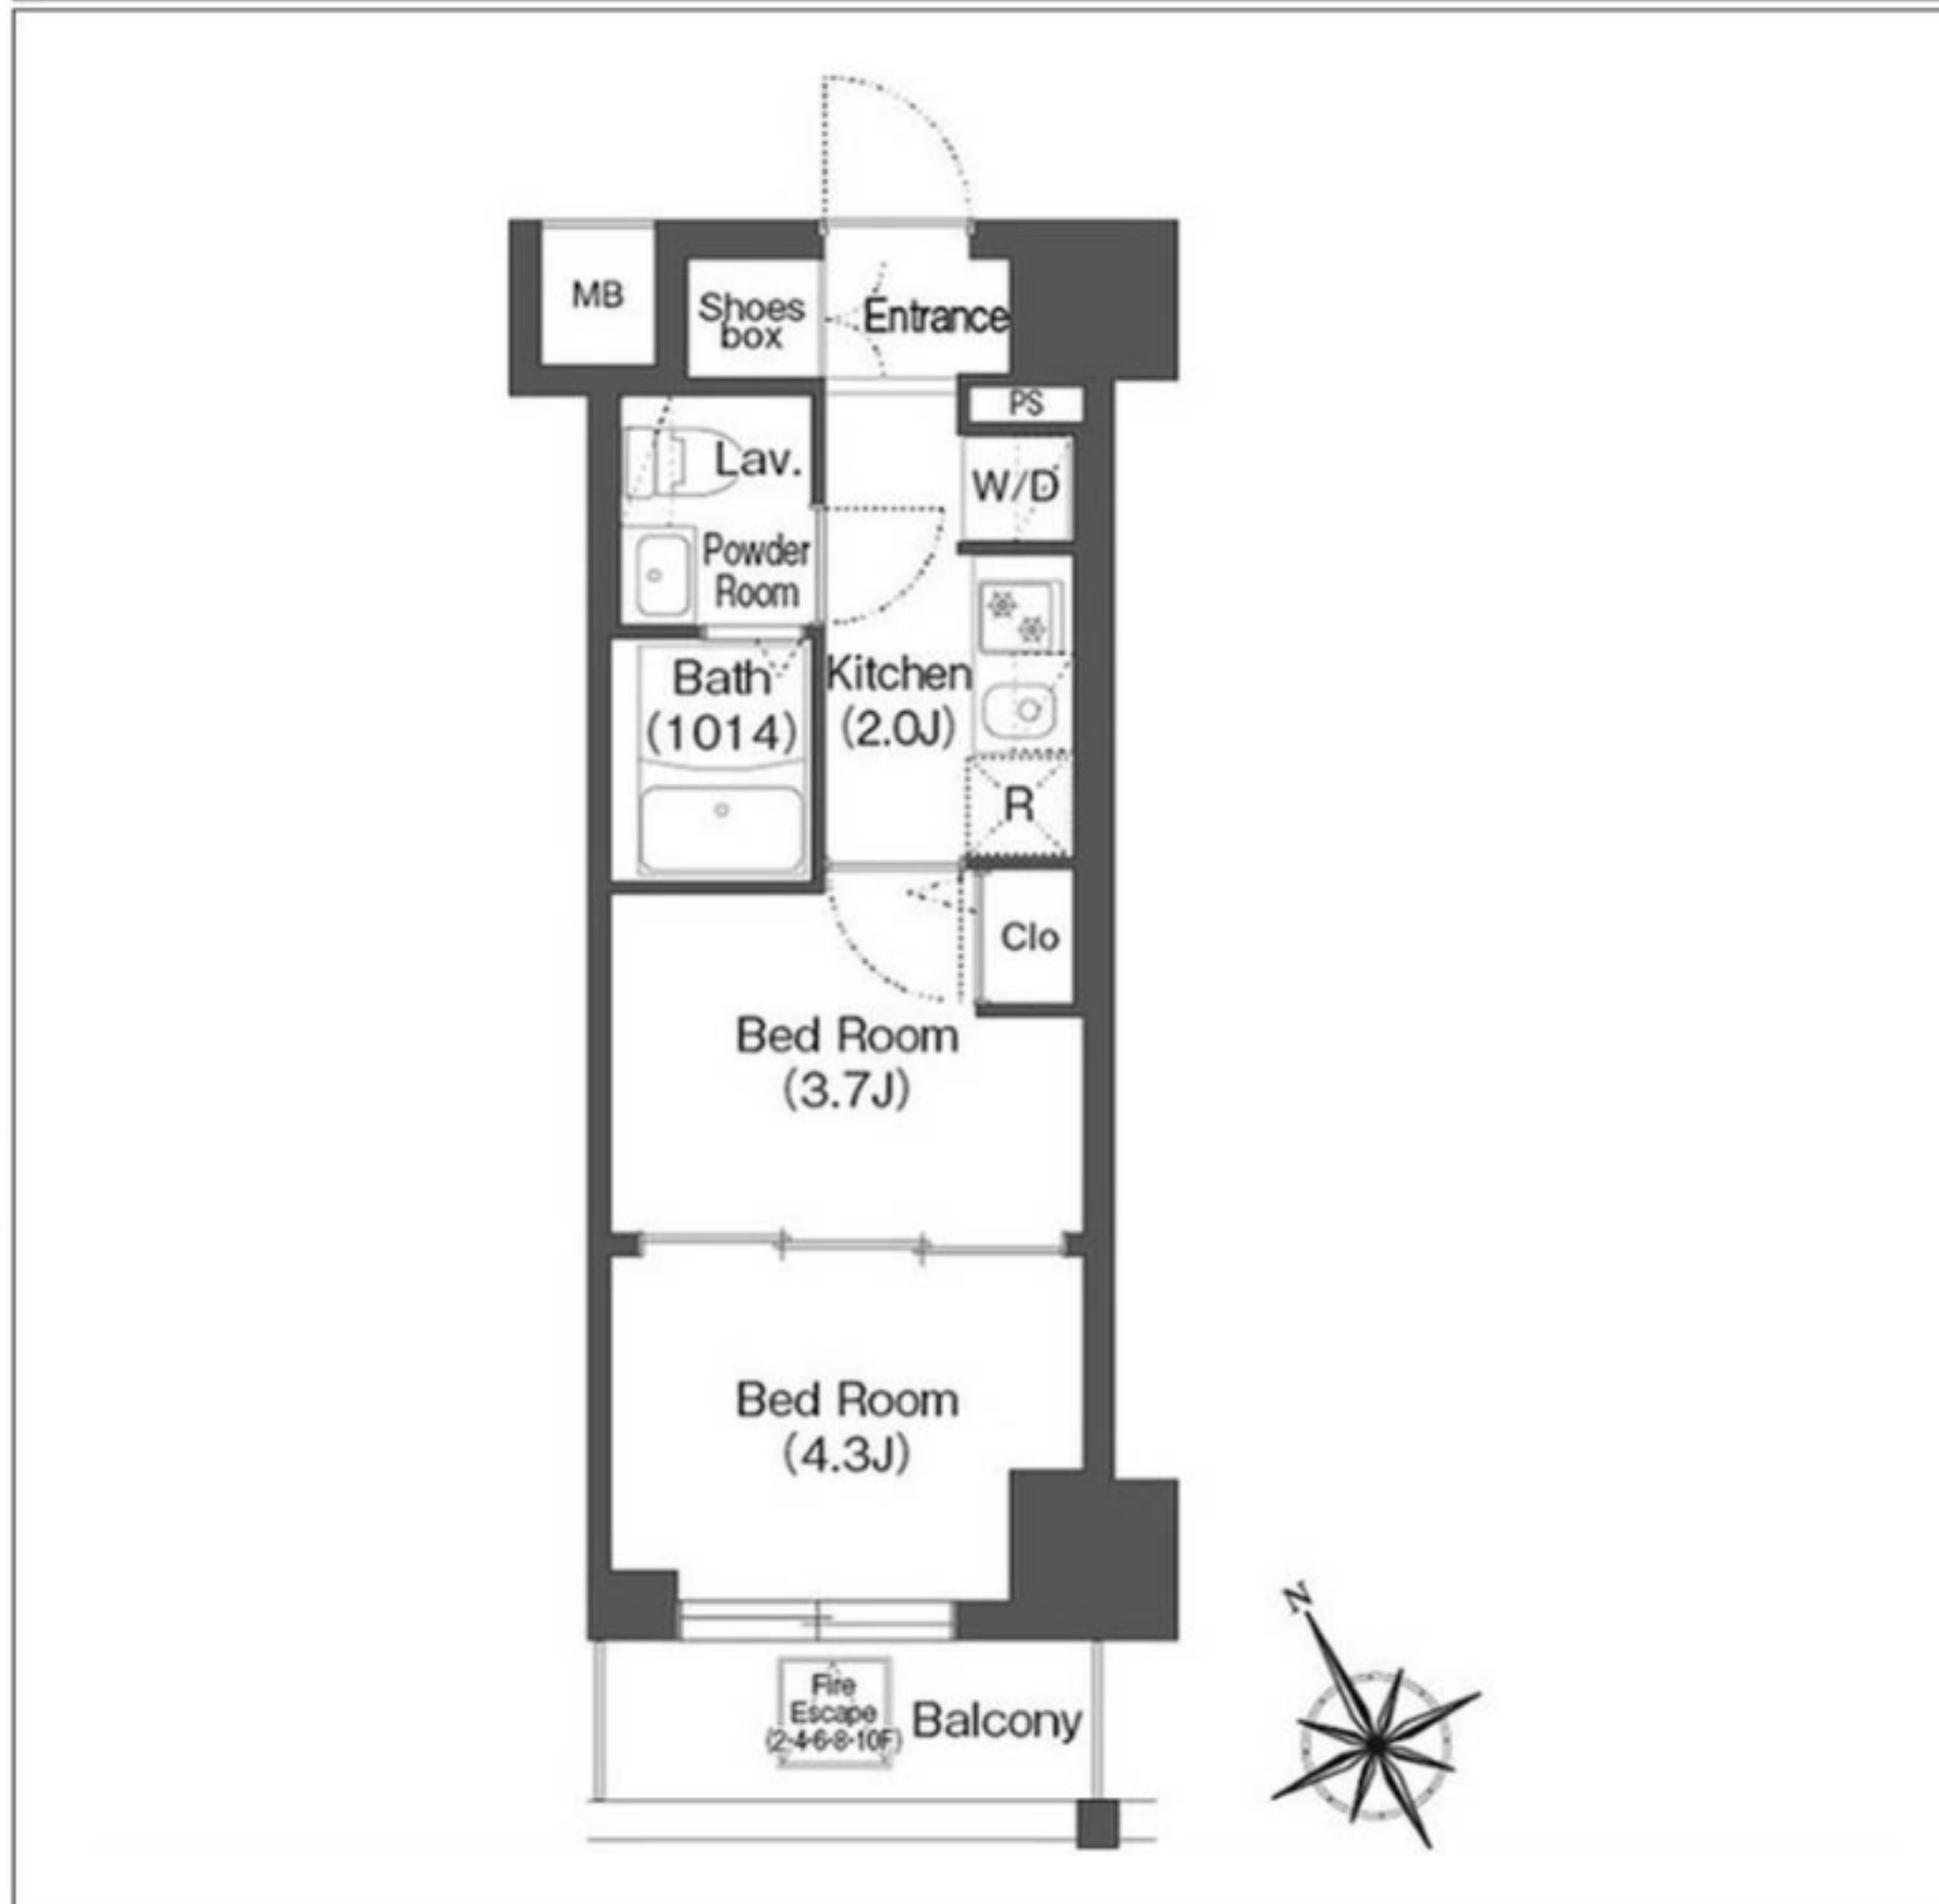 MB
Shoes
box
Entrance
PS
Lav.
W/D
Powder
Room
Bath
(1014)
Kitchen
(2.0J)
R
Clo
Bed Room
(3.7J)
Bed Room
(4.3J)
N
Fire
Escape
(2·4·6·8·10F)
Balcony